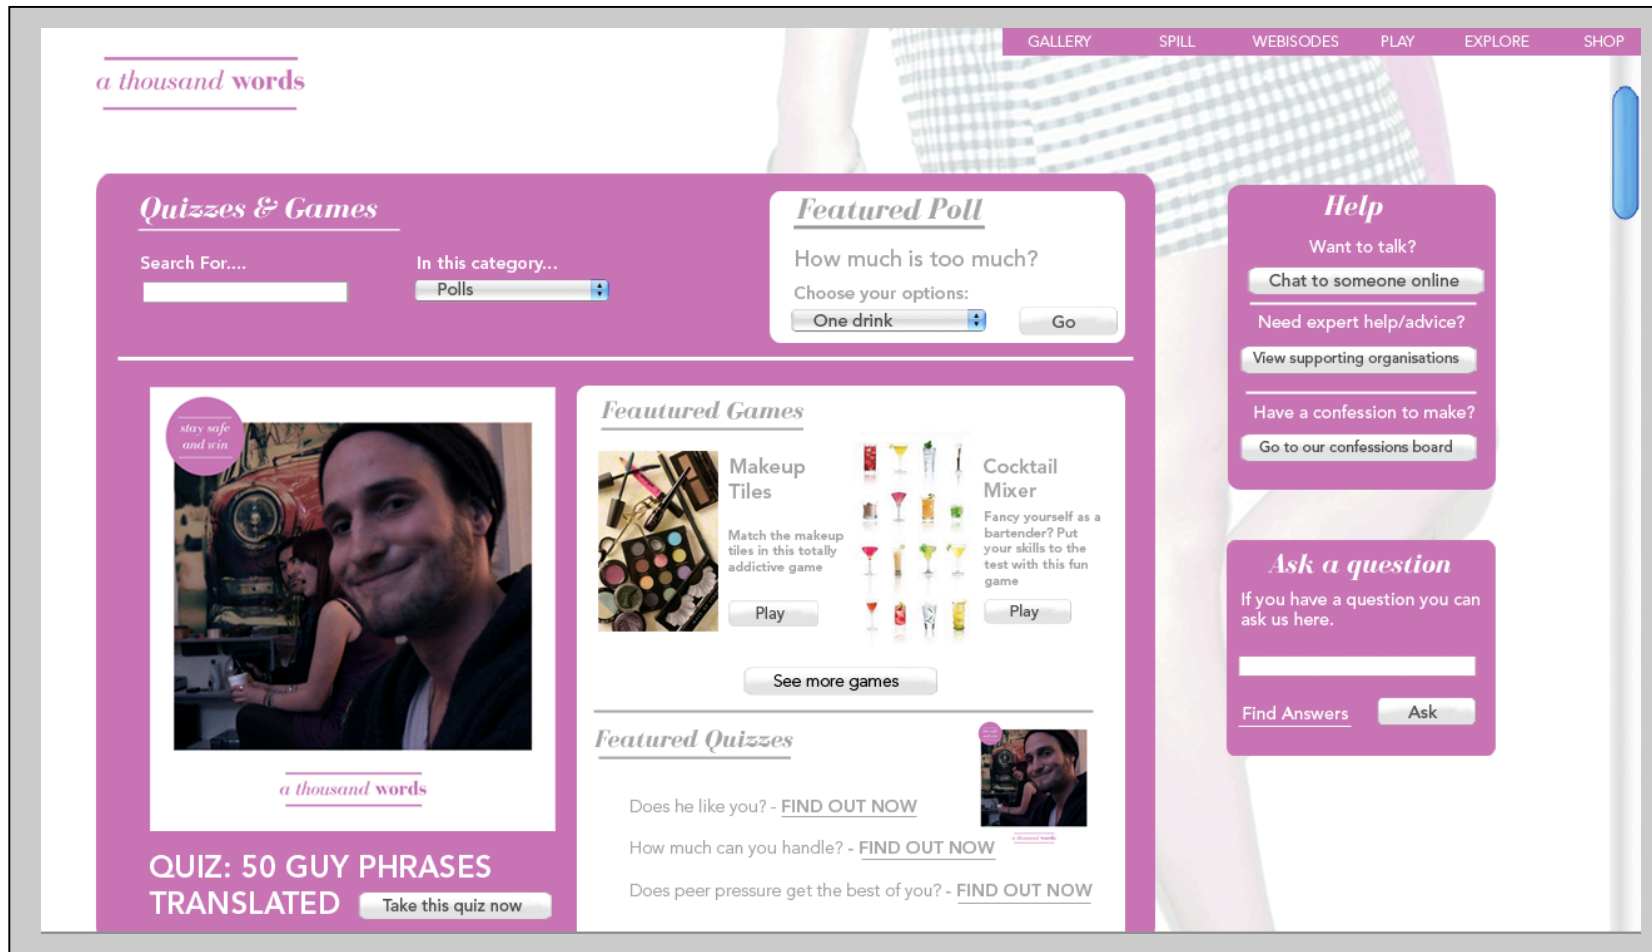 GALLERY SPILL WEBISODES PLAY EXPLORE SHOP
a thousand words
Quizzes & Games
Search For....
In this category...
Polls
Featured Poll
How much is too much?
Choose your options:
One drink
Go
Help
Want to talk?
Chat to someone online
Need expert help/advice?
View supporting organisations
Have a confession to make?
Go to our confessions board
stay safe
and win
a thousand words
QUIZ: 50 GUY PHRASES
TRANSLATED
Take this quiz now
Feautured Games
Makeup
Tiles
Match the makeup
tiles in this totally
addictive game
Play
Cocktail
Mixer
Fancy yourself as a
bartender? Put
your skills to the
test with this fun
game
Play
See more games
Featured Quizzes
Does he like you? - FIND OUT NOW
How much can you handle? - FIND OUT NOW
Does peer pressure get the best of you? - FIND OUT NOW
a thousand words
Ask a question
If you have a question you can
ask us here.
Find Answers
Ask